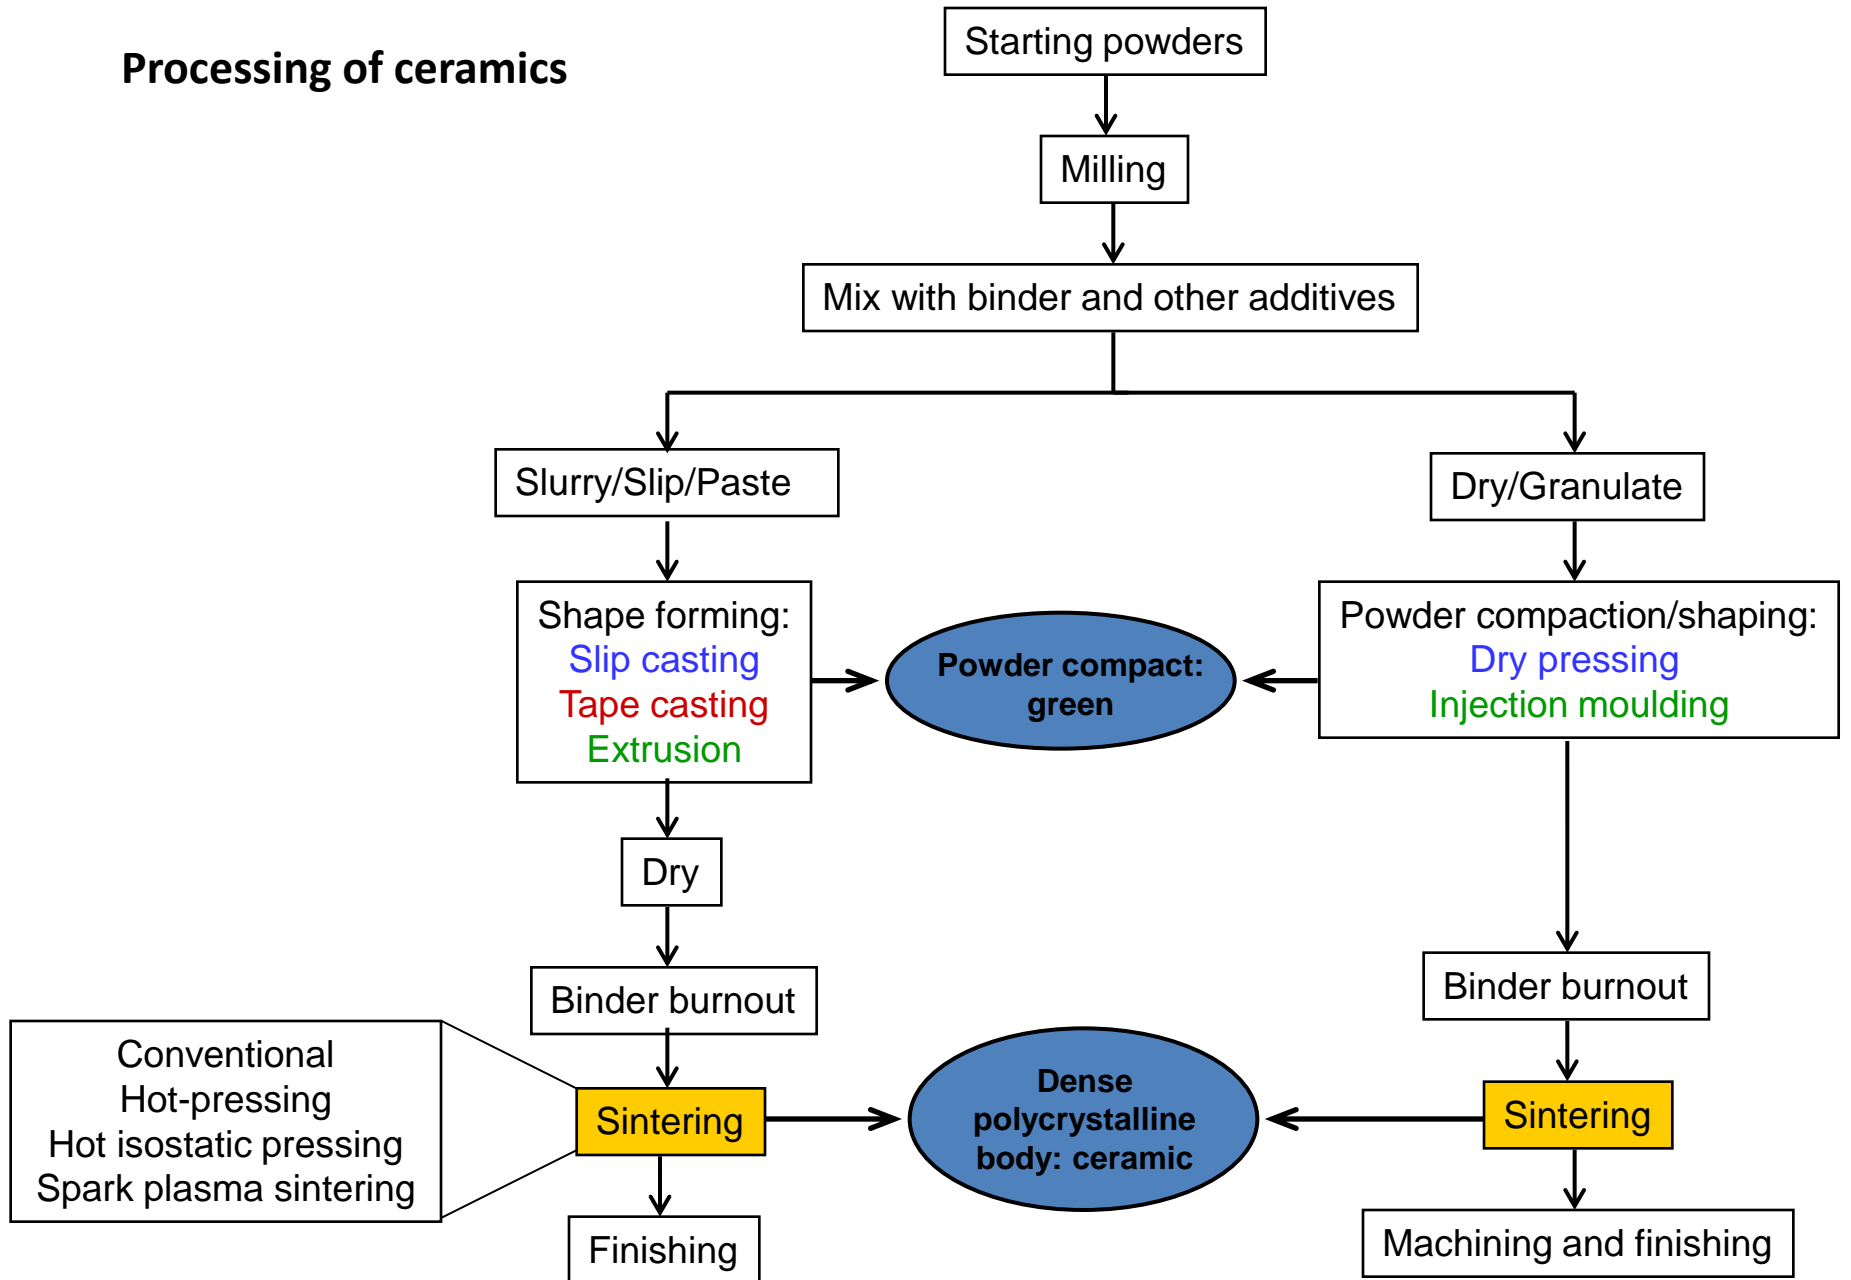 Processing of ceramics
Starting powders
Milling
Mix with binder and other additives
Slurry/Slip/Paste
Dry/Granulate
Shape forming:
Slip casting
Tape casting
Extrusion
Powder compact:
green
Powder compaction/shaping:
Dry pressing
Injection moulding
Dry
Binder burnout
Binder burnout
Conventional
Hot-pressing
Hot isostatic pressing
Spark plasma sintering
Sintering
Dense
polycrystalline
body: ceramic
Sintering
Finishing
Machining and finishing